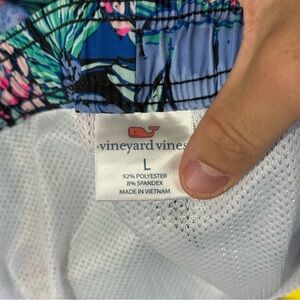 vineyard vines
L
92% POLYESTER
8% SPANDEX
MADE IN VIETNAM